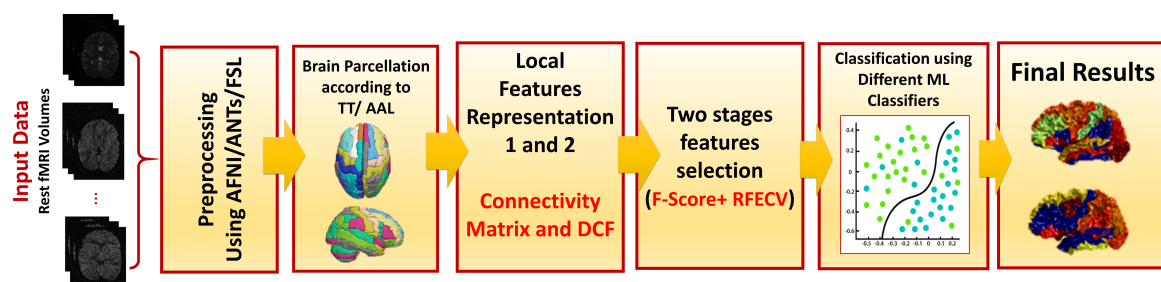 Input Data
Rest fMRI Volumes
...
Preprocessing
Using AFNI/ANTs/FSL
Brain Parcellation
according to
TT/ AAL
Local
Features
Representation
1 and 2
Connectivity
Matrix and DCF
Two stages
features
selection
(F-Score+ RFECV)
Classification using
Different ML
Classifiers
0.4
0.2
0
-0.2
-0.4
-0.6
-0.5 -0.4 -0.3 -0.2 -0.1 0 0.1 0.2
Final Results